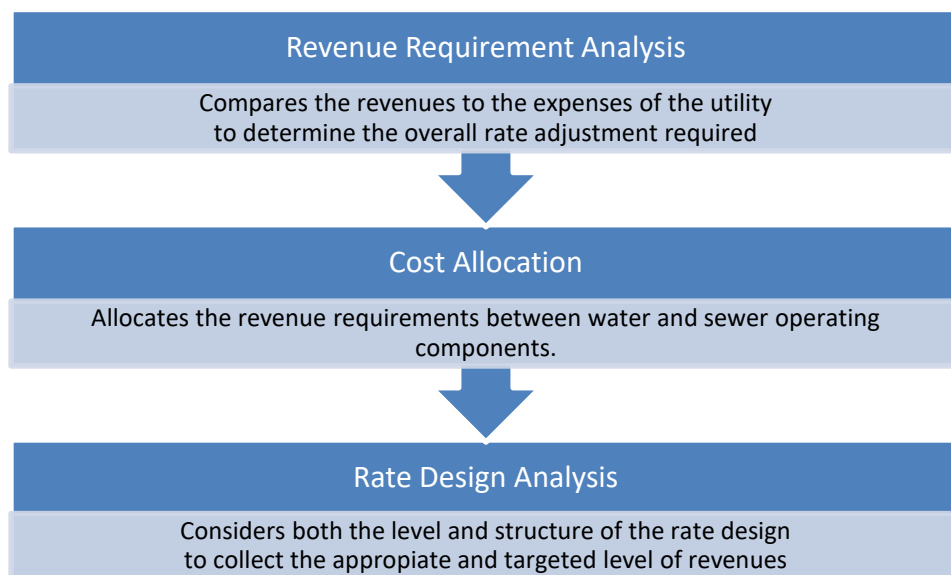 Revenue Requirement Analysis
Compares the revenues to the expenses of the utility
to determine the overall rate adjustment required
Cost Allocation
Allocates the revenue requirements between water and sewer operating
components.
Rate Design Analysis
Considers both the level and structure of the rate design
to collect the appropiate and targeted level of revenues